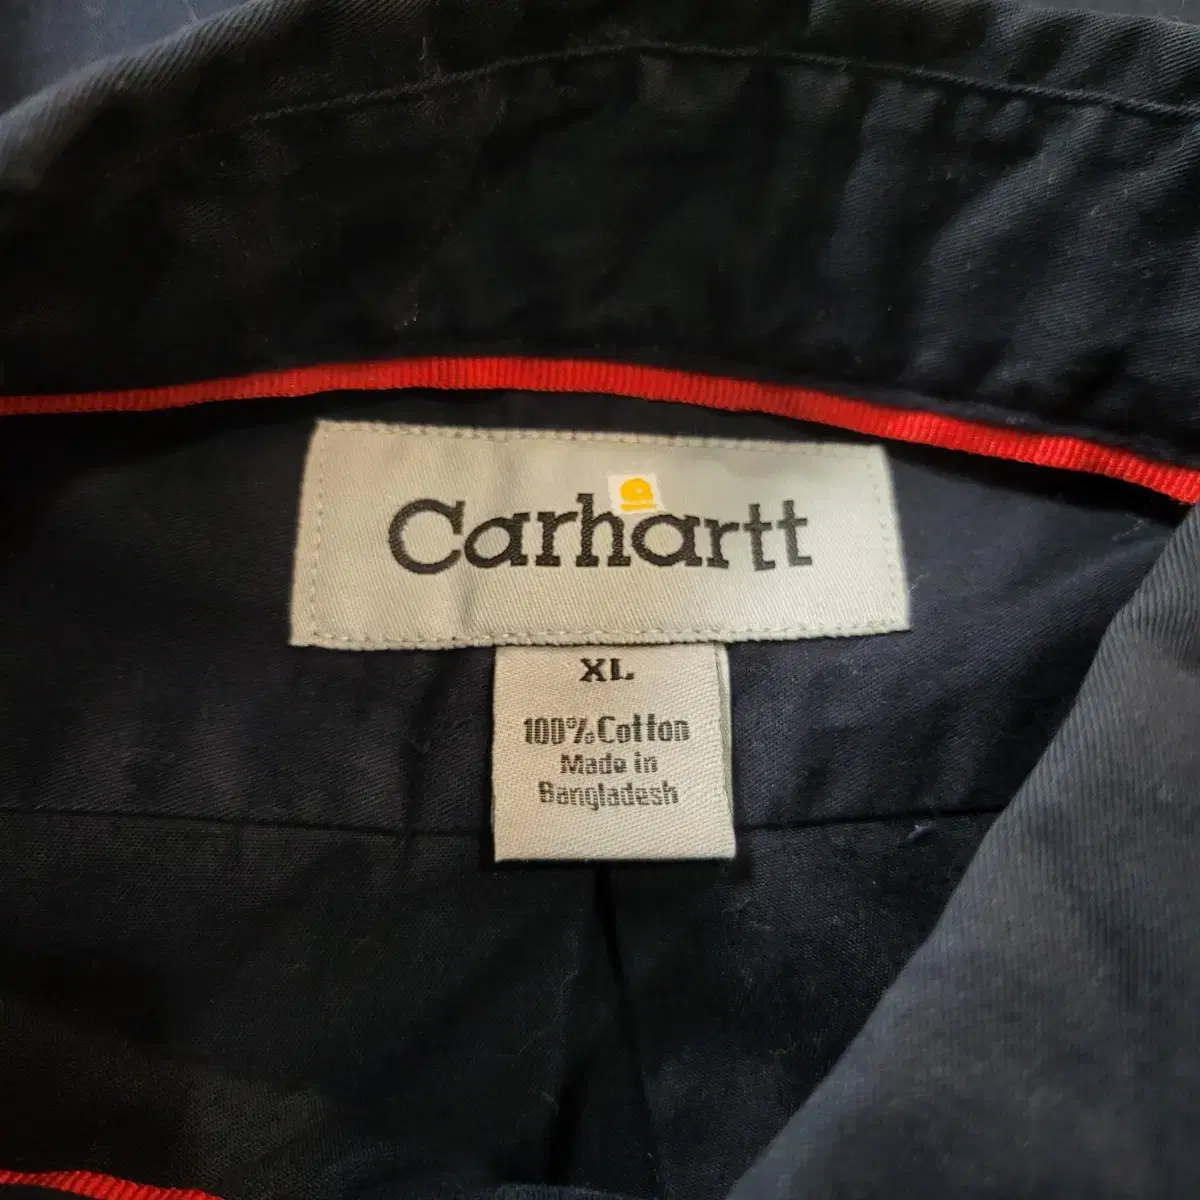 Carhartt
XL
100% Cotton
Made in
Bangladesh